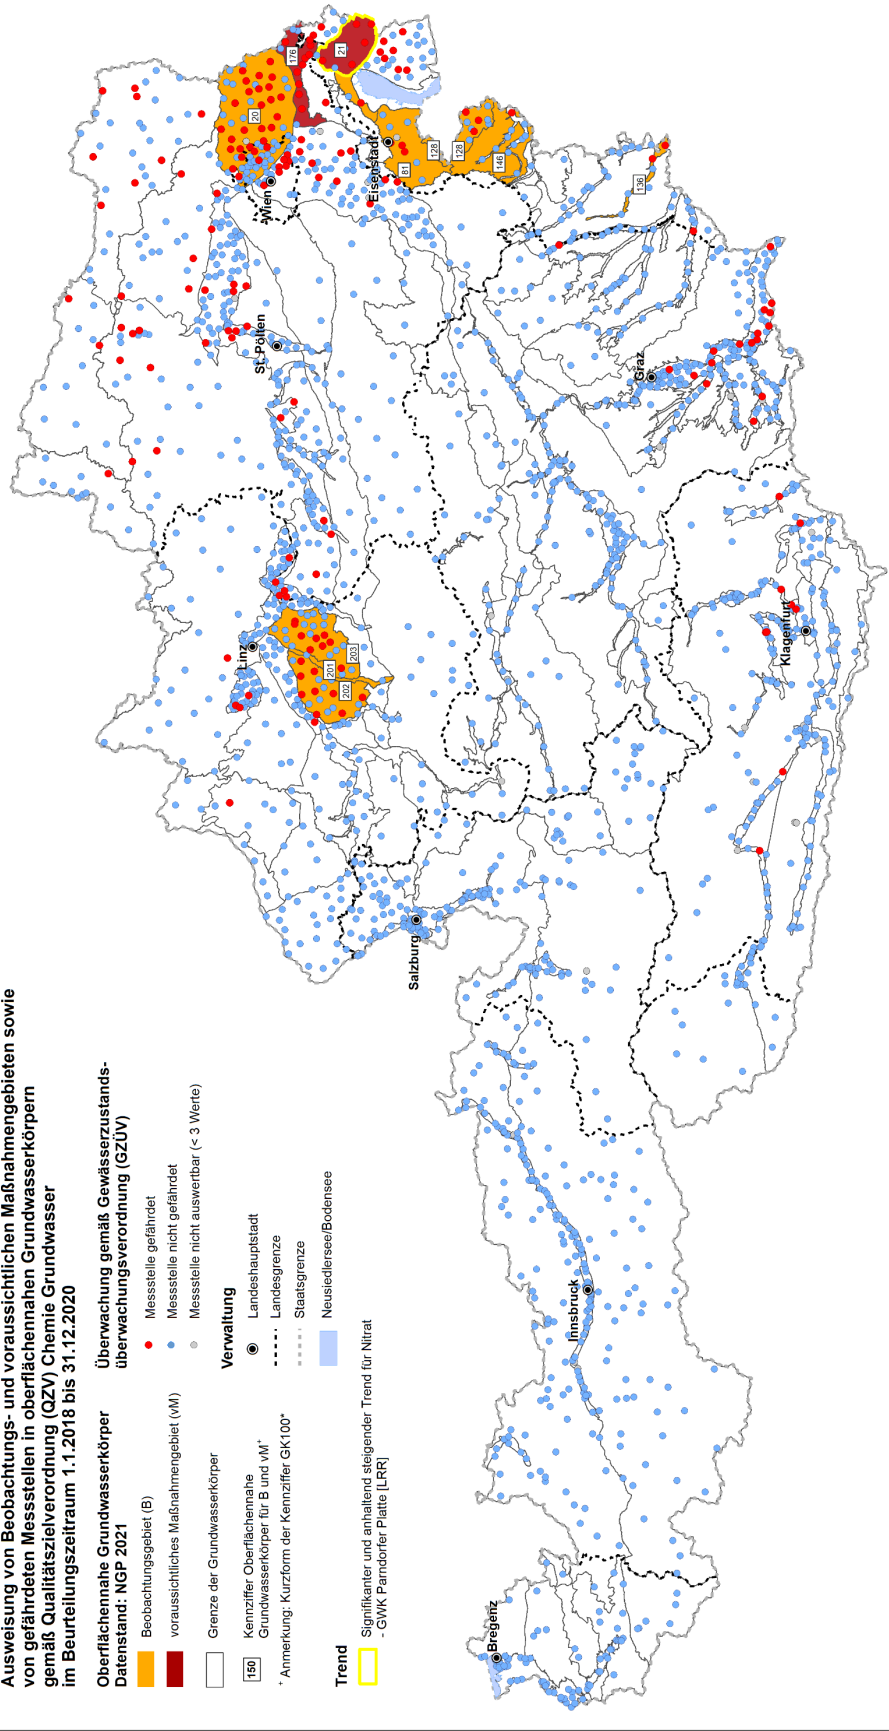 Ausweisung von Beobachtungs- und voraussichtlichen Maßnahmengebieten sowie
von gefährdeten Messstellen in oberflächennahen Grundwasserkörpern
gemäß Qualitätszielverordnung (QZV) Chemie Grundwasser
im Beurteilungszeitraum 1.1.2018 bis 31.12.2020
Oberflächennahe Grundwasserkörper
Datenstand: NGP 2021
Beobachtungsgebiet (B)
voraussichtliches Maßnahmengebiet (vM)
Grenze der Grundwasserkörper
150
Kennziffer Oberflächennahe
Grundwasserkörper für B und vM⁺
⁺ Anmerkung: Kurzform der Kennziffer GK100*
Trend
Signifikanter und anhaltend steigender Trend für Nitrat
- GWK Parndorfer Platte [LRR]
Überwachung gemäß Gewässerzustands-
überwachungsverordnung (GZÜV)
Messstelle gefährdet
Messstelle nicht gefährdet
Messstelle nicht auswertbar (< 3 Werte)
Verwaltung
Landeshauptstadt
Landesgrenze
Staatsgrenze
Neusiedlersee/Bodensee
Bregenz
Innsbruck
Salzburg
Linz
201
202
203
St. Pölten
Wien
20
176
21
Eisenstadt
81
128
128
146
136
Graz
Klagenfurt